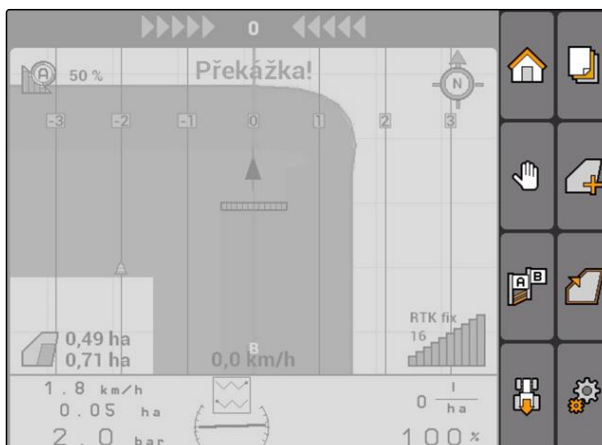 0
A 50 %
Překážka!
N
-3 -2 -1 0 1 2 3
A B
RTK fix
16
0,49 ha
0,71 ha
0,0 km/h
B
1.8 km/h
0.05 ha
2.0 bar
0 l
ha
100 %